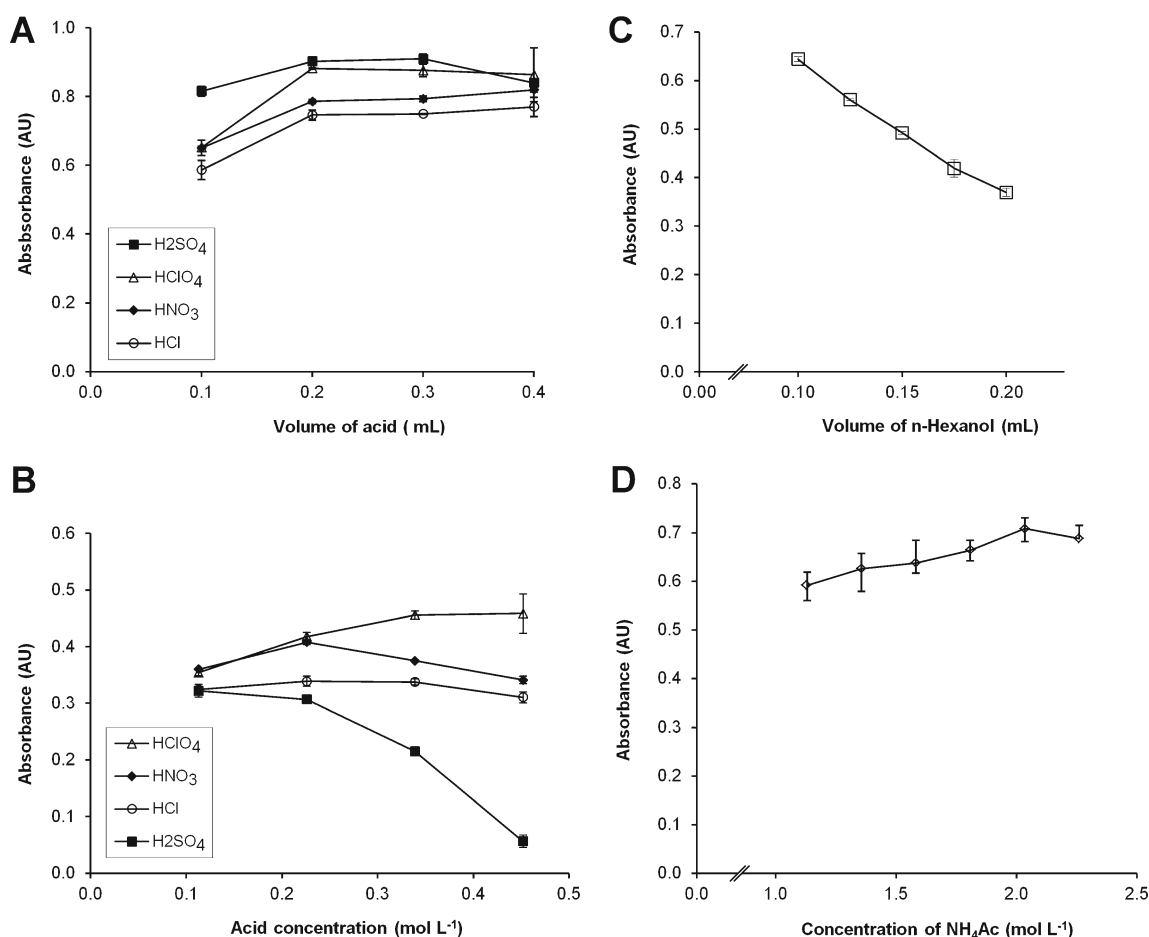 A
1.0
0.8
0.6
0.4
0.2
0.0
Absbsorbance (AU)
H2SO4
HClO4
HNO3
HCl
0.0 0.1 0.2 0.3 0.4
Volume of acid ( mL)
C
0.7
0.6
0.5
0.4
0.3
0.2
0.1
0.0
Absorbance (AU)
0.00 0.10 0.15 0.20
Volume of n-Hexanol (mL)
B
0.6
0.5
0.4
0.3
0.2
0.1
0.0
Absorbance (AU)
HClO4
HNO3
HCl
H2SO4
0.0 0.1 0.2 0.3 0.4 0.5
Acid concentration (mol L-1)
D
0.8
0.7
0.6
0.5
0.4
0.3
0.2
0.1
0.0
Absorbance (AU)
0.0 1.0 1.5 2.0 2.5
Concentration of NH4Ac (mol L-1)